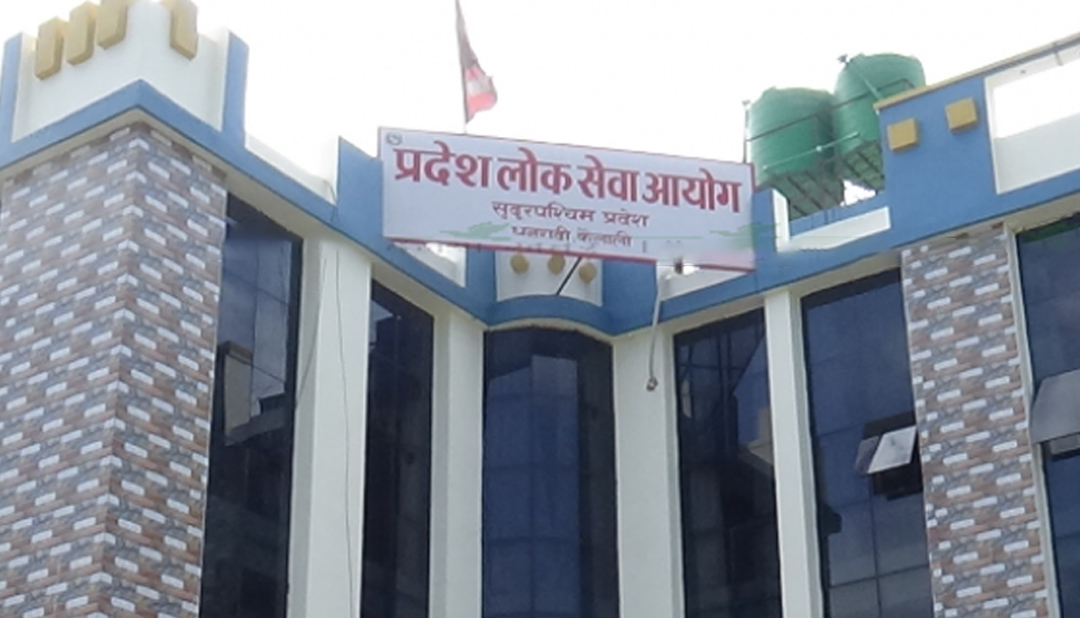 प्रदेश लोक सेवा आयोग
सुदूरपश्चिम प्रदेश
धनगढी कैलाली ।